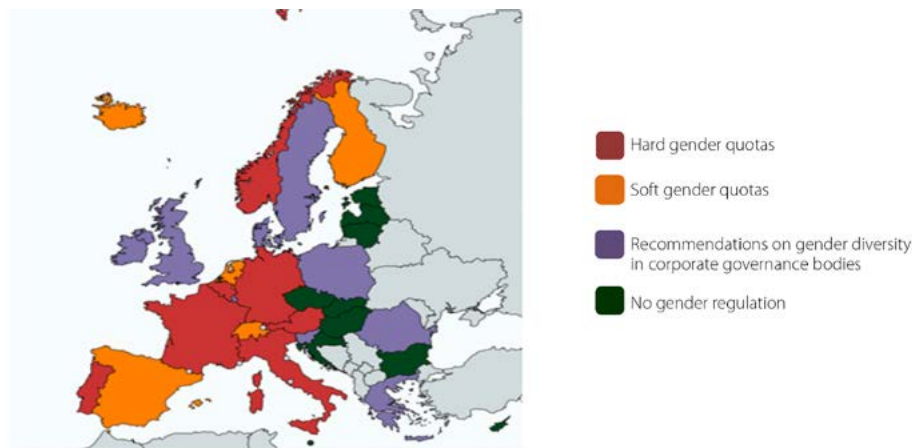 Hard gender quotas
Soft gender quotas
Recommendations on gender diversity
in corporate governance bodies
No gender regulation